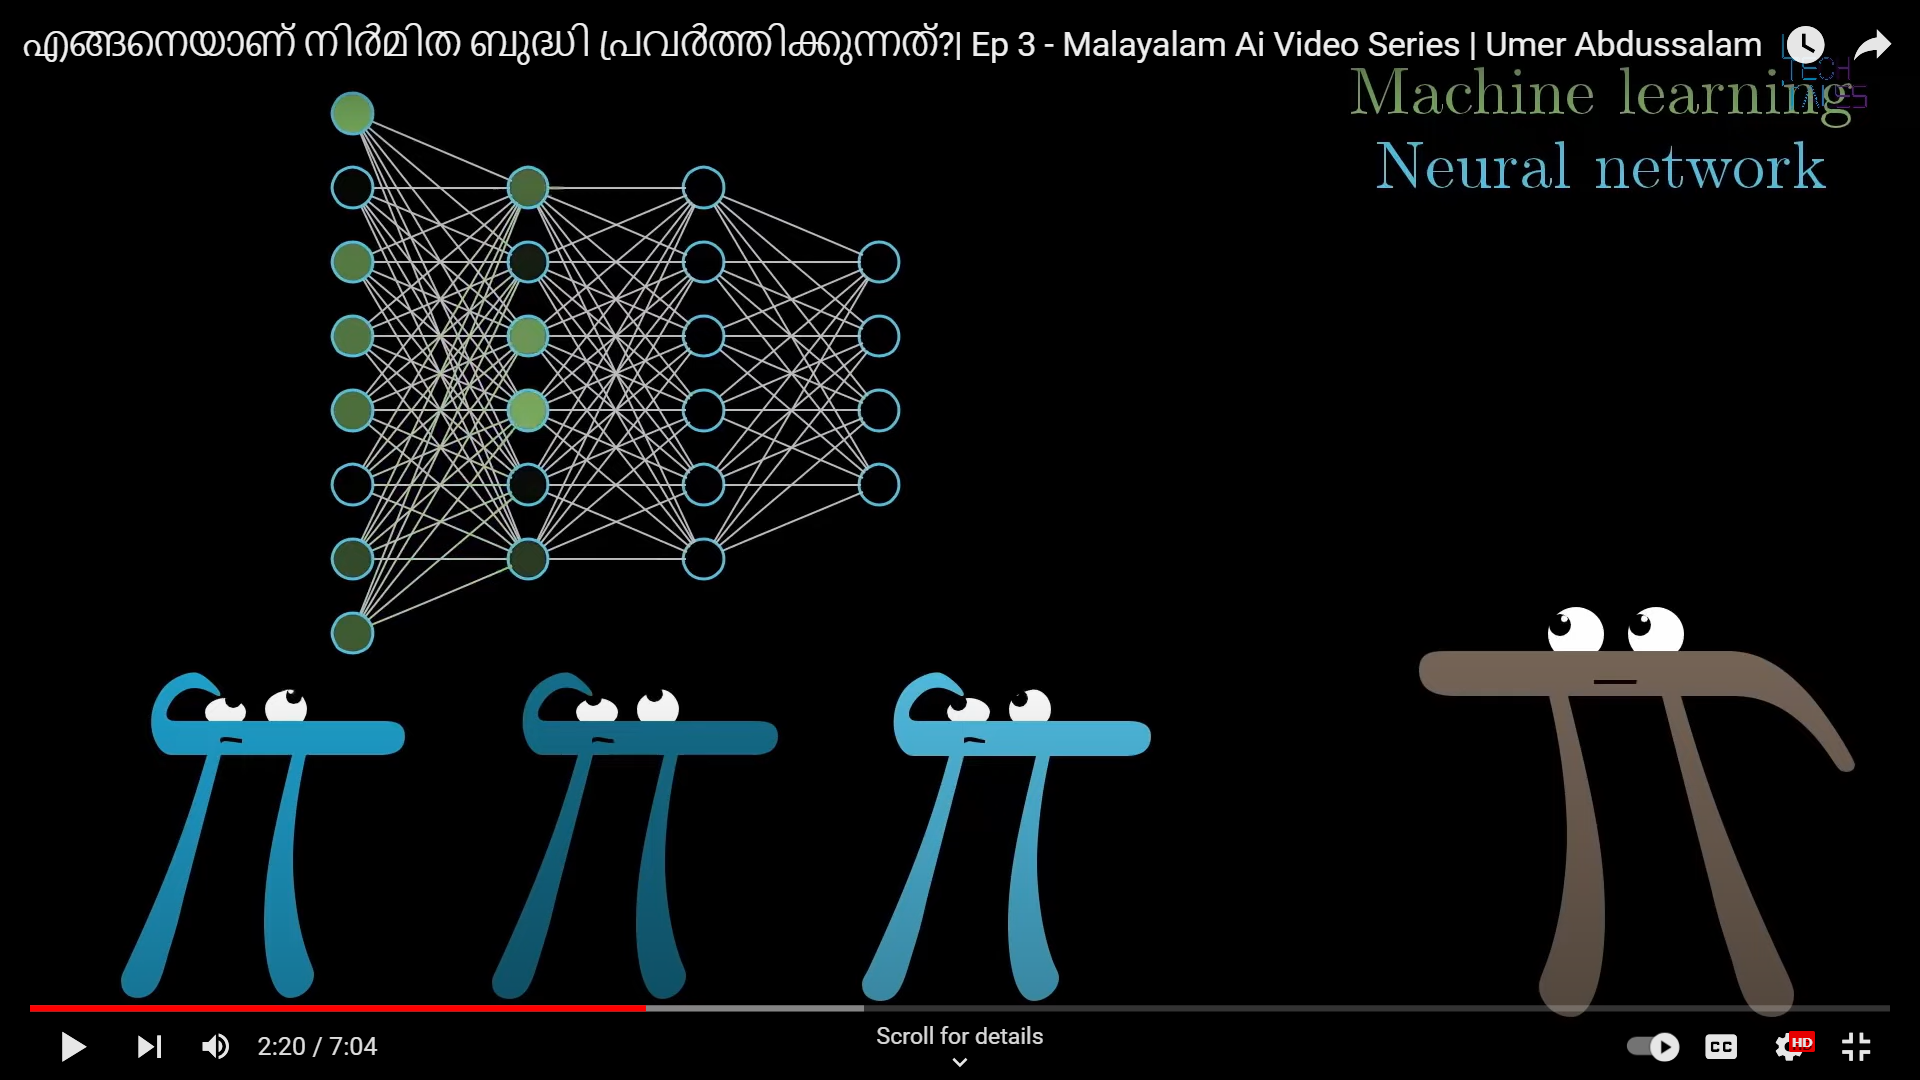 എങ്ങനെയാണ് നിർമിത ബുദ്ധി പ്രവർത്തിക്കുന്നത്?| Ep 3 - Malayalam Ai Video Series | Umer Abdussalam
Machine learning
Neural network
2:20 / 7:04
Scroll for details
CC
HD